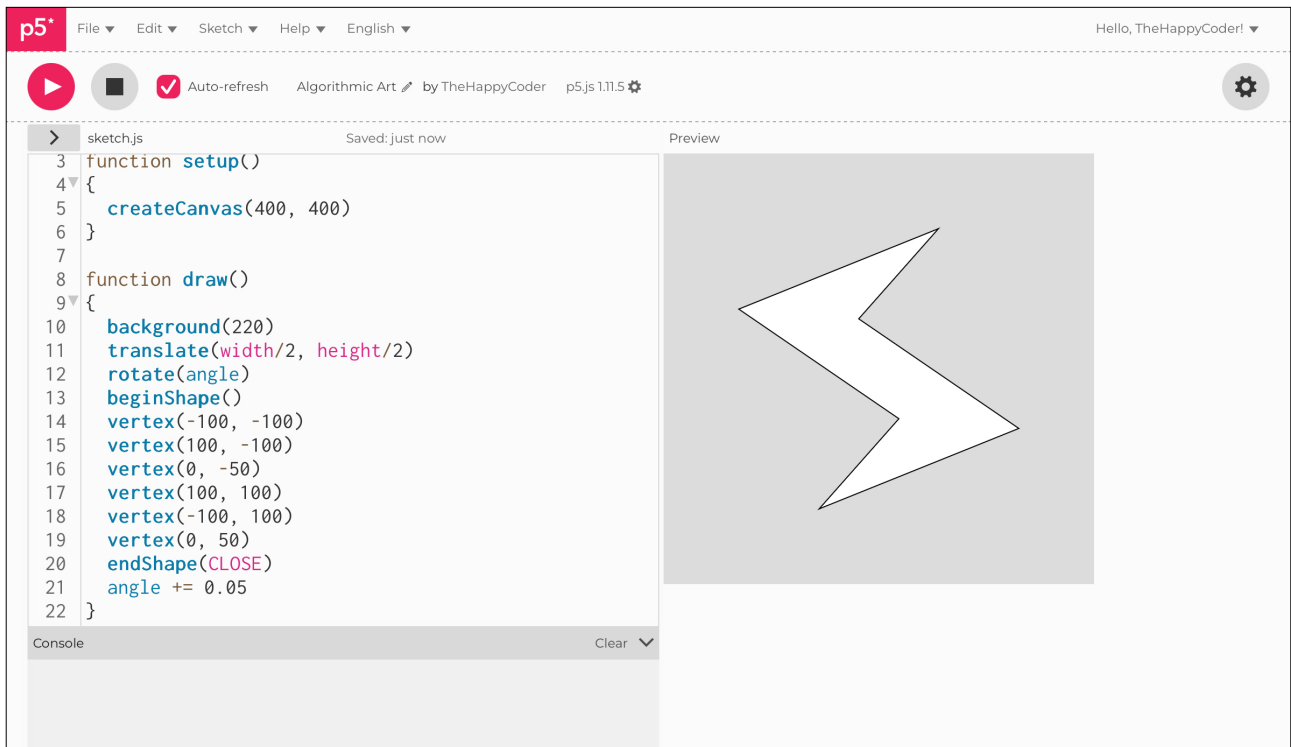 p5* File Edit Sketch Help English Hello, TheHappyCoder!
Auto-refresh Algorithmic Art by TheHappyCoder p5.js 1.11.5
sketch.js Saved: just now Preview
3 function setup()
4 {
5 createCanvas(400, 400)
6 }
7
8 function draw()
9 {
10 background(220)
11 translate(width/2, height/2)
12 rotate(angle)
13 beginShape()
14 vertex(-100, -100)
15 vertex(100, -100)
16 vertex(0, -50)
17 vertex(100, 100)
18 vertex(-100, 100)
19 vertex(0, 50)
20 endShape(CLOSE)
21 angle += 0.05
22 }
Console Clear